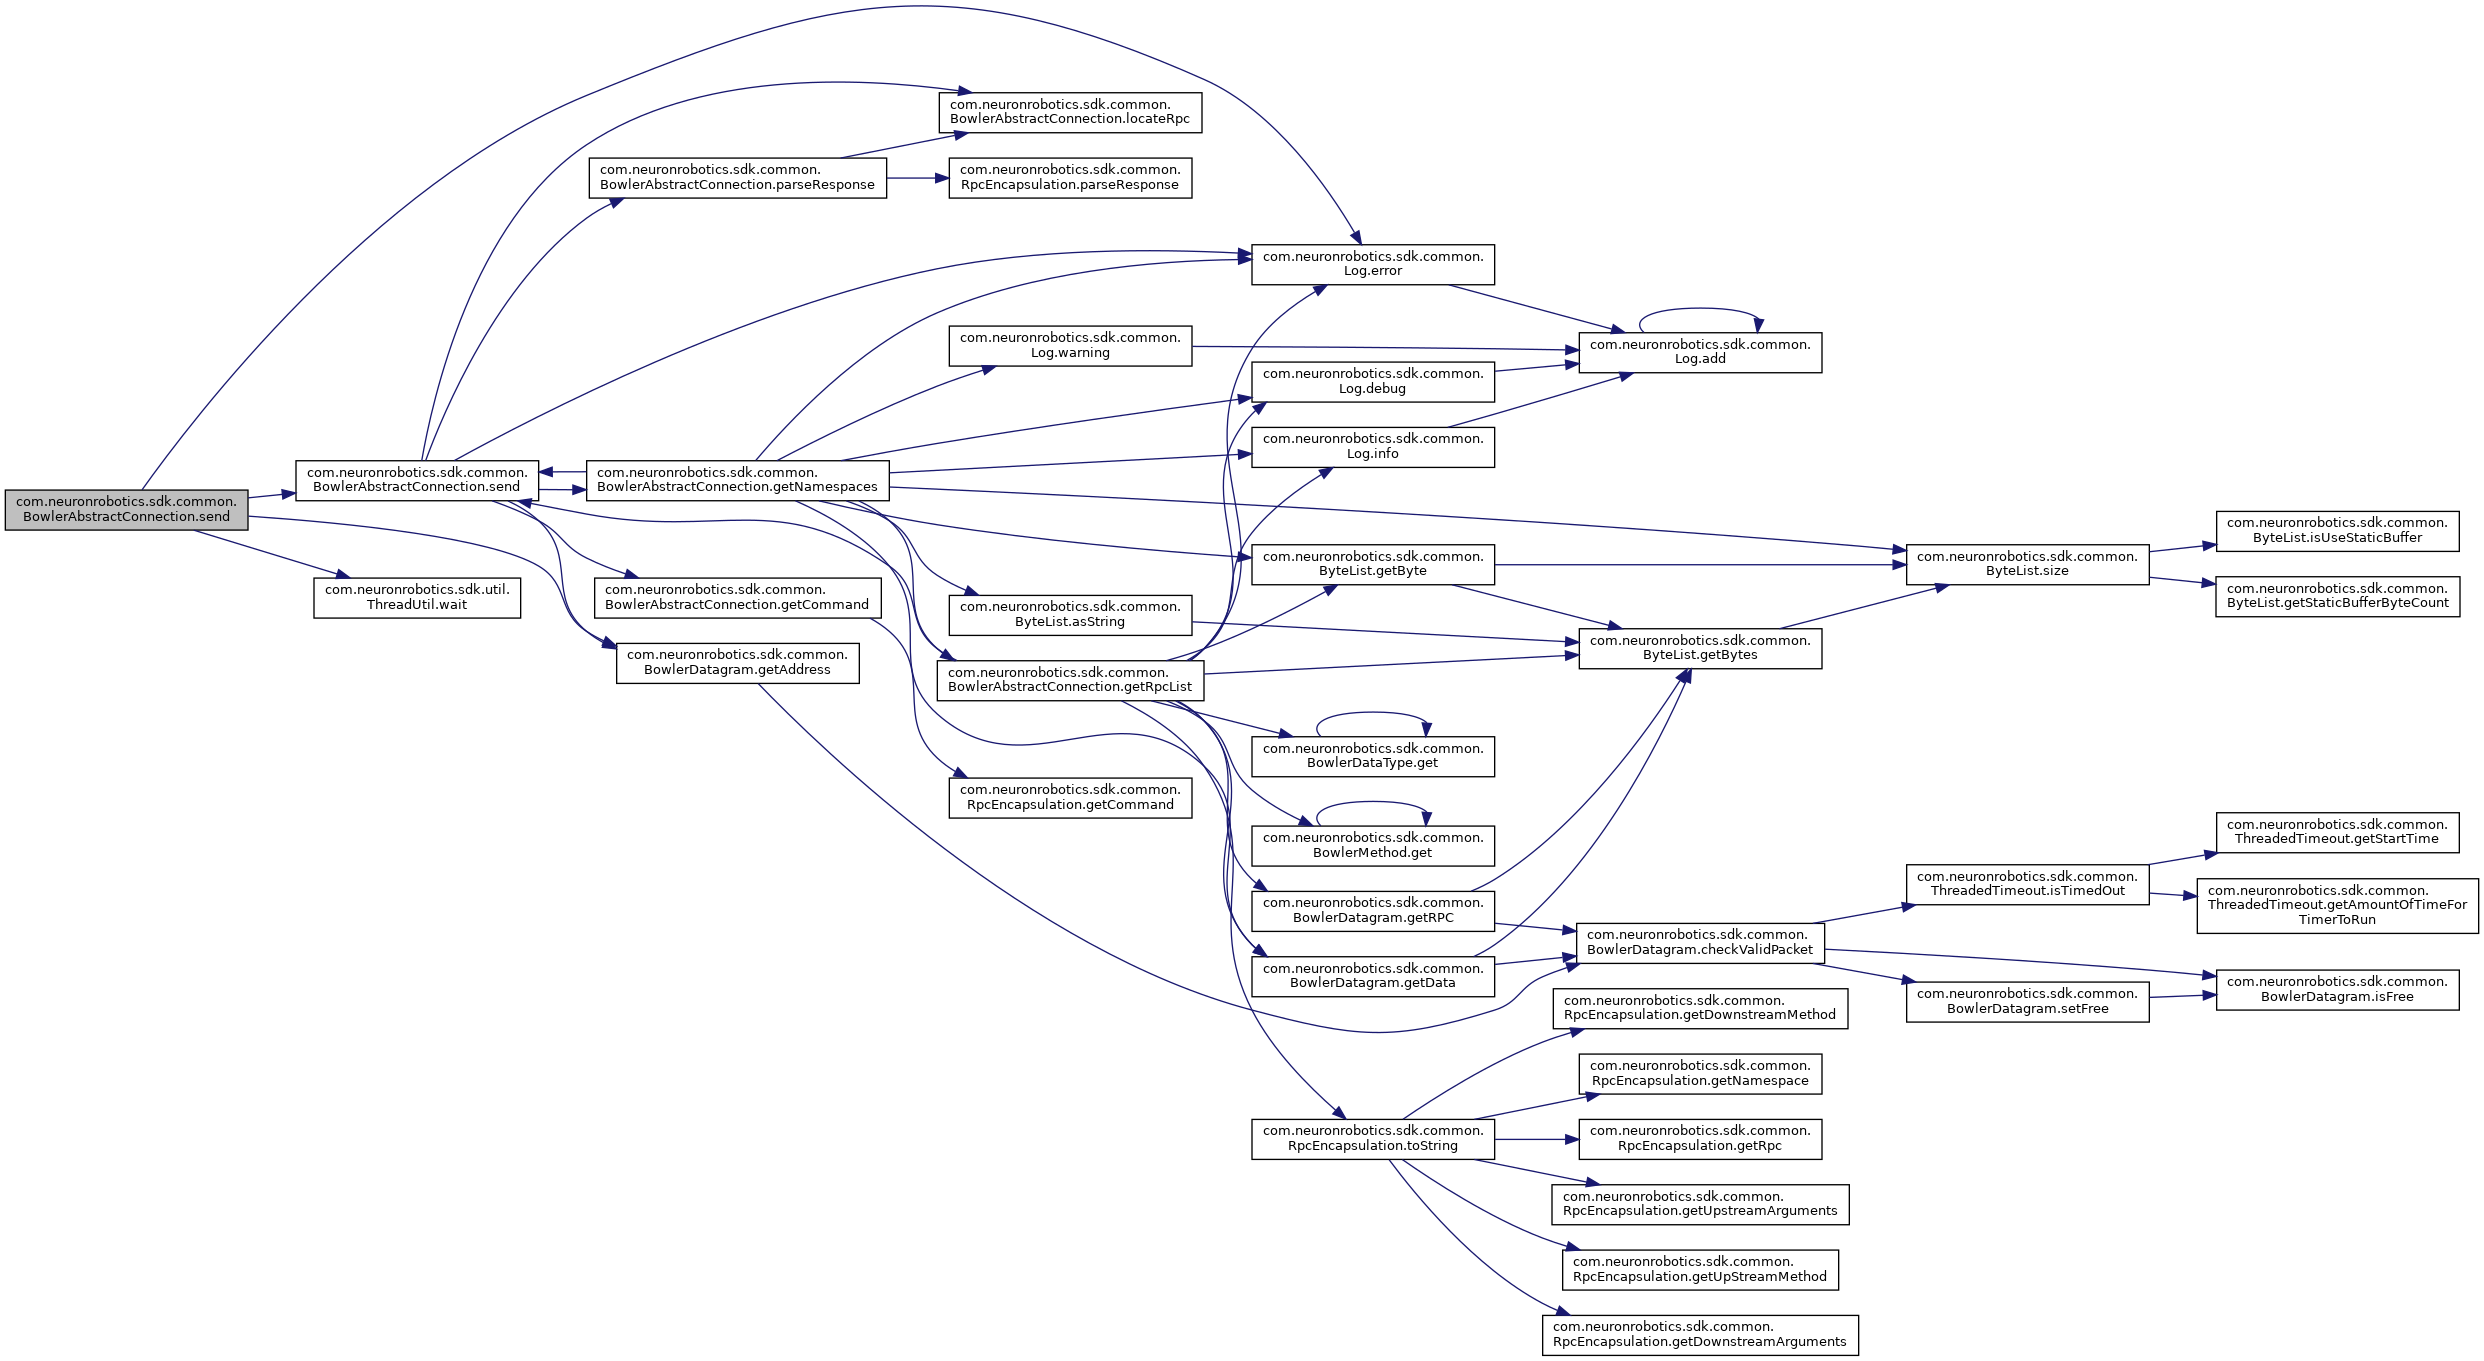 com.neuronrobotics.sdk.common.
BowlerAbstractConnection.locateRpc
com.neuronrobotics.sdk.common.
BowlerAbstractConnection.parseResponse
com.neuronrobotics.sdk.common.
RpcEncapsulation.parseResponse
com.neuronrobotics.sdk.common.
Log.error
com.neuronrobotics.sdk.common.
Log.warning
com.neuronrobotics.sdk.common.
Log.add
com.neuronrobotics.sdk.common.
Log.debug
com.neuronrobotics.sdk.common.
Log.info
com.neuronrobotics.sdk.common.
BowlerAbstractConnection.send
com.neuronrobotics.sdk.common.
BowlerAbstractConnection.getNamespaces
com.neuronrobotics.sdk.common.
BowlerAbstractConnection.send
com.neuronrobotics.sdk.common.
ByteList.isUseStaticBuffer
com.neuronrobotics.sdk.common.
ByteList.getByte
com.neuronrobotics.sdk.common.
ByteList.size
com.neuronrobotics.sdk.util.
ThreadUtil.wait
com.neuronrobotics.sdk.common.
BowlerAbstractConnection.getCommand
com.neuronrobotics.sdk.common.
ByteList.getStaticBufferByteCount
com.neuronrobotics.sdk.common.
ByteList.asString
com.neuronrobotics.sdk.common.
ByteList.getBytes
com.neuronrobotics.sdk.common.
BowlerDatagram.getAddress
com.neuronrobotics.sdk.common.
BowlerAbstractConnection.getRpcList
com.neuronrobotics.sdk.common.
BowlerDataType.get
com.neuronrobotics.sdk.common.
RpcEncapsulation.getCommand
com.neuronrobotics.sdk.common.
BowlerMethod.get
com.neuronrobotics.sdk.common.
ThreadedTimeout.getStartTime
com.neuronrobotics.sdk.common.
ThreadedTimeout.isTimedOut
com.neuronrobotics.sdk.common.
ThreadedTimeout.getAmountOfTimeFor
TimerToRun
com.neuronrobotics.sdk.common.
BowlerDatagram.getRPC
com.neuronrobotics.sdk.common.
BowlerDatagram.checkValidPacket
com.neuronrobotics.sdk.common.
BowlerDatagram.getData
com.neuronrobotics.sdk.common.
BowlerDatagram.isFree
com.neuronrobotics.sdk.common.
BowlerDatagram.setFree
com.neuronrobotics.sdk.common.
RpcEncapsulation.getDownstreamMethod
com.neuronrobotics.sdk.common.
RpcEncapsulation.getNamespace
com.neuronrobotics.sdk.common.
RpcEncapsulation.toString
com.neuronrobotics.sdk.common.
RpcEncapsulation.getRpc
com.neuronrobotics.sdk.common.
RpcEncapsulation.getUpstreamArguments
com.neuronrobotics.sdk.common.
RpcEncapsulation.getUpStreamMethod
com.neuronrobotics.sdk.common.
RpcEncapsulation.getDownstreamArguments